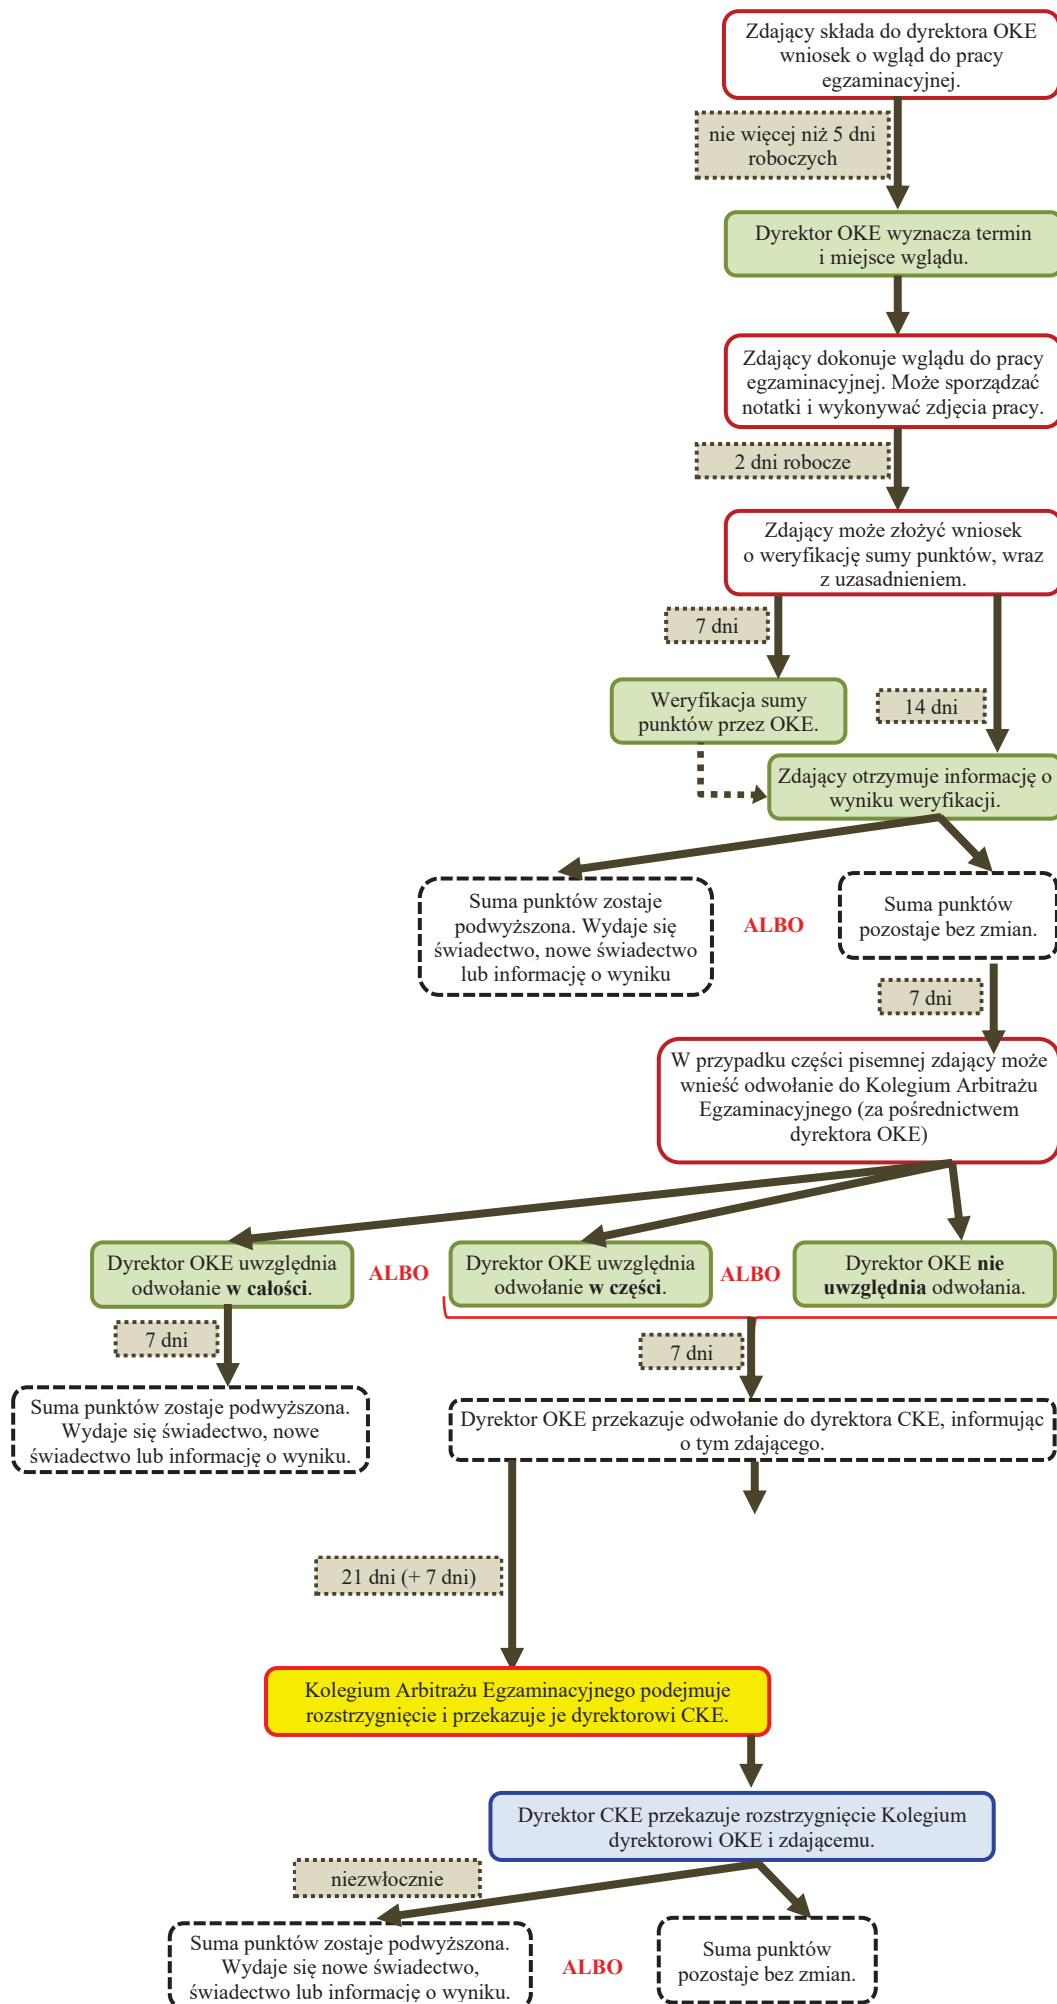 Zdający składa do dyrektora OKE
wniosek o wgląd do pracy
egzaminacyjnej.
nie więcej niż 5 dni
roboczych
Dyrektor OKE wyznacza termin
i miejsce wglądu.
Zdający dokonuje wglądu do pracy
egzaminacyjnej. Może sporządzać
notatki i wykonywać zdjęcia pracy.
2 dni robocze
Zdający może złożyć wniosek
o weryfikację sumy punktów, wraz
z uzasadnieniem.
7 dni
Weryfikacja sumy
punktów przez OKE.
14 dni
Zdający otrzymuje informację o
wyniku weryfikacji.
Suma punktów zostaje
podwyższona. Wydaje się
świadectwo, nowe świadectwo
lub informację o wyniku
ALBO
Suma punktów
pozostaje bez zmian.
7 dni
W przypadku części pisemnej zdający może
wnieść odwołanie do Kolegium Arbitrażu
Egzaminacyjnego (za pośrednictwem
dyrektora OKE)
Dyrektor OKE uwzględnia
odwołanie w całości.
ALBO
Dyrektor OKE uwzględnia
odwołanie w części.
ALBO
Dyrektor OKE nie
uwzględnia odwołania.
7 dni
7 dni
Suma punktów zostaje podwyższona.
Wydaje się świadectwo, nowe
świadectwo lub informację o wyniku.
Dyrektor OKE przekazuje odwołanie do dyrektora CKE, informując
o tym zdającego.
21 dni (+ 7 dni)
Kolegium Arbitrażu Egzaminacyjnego podejmuje
rozstrzygnięcie i przekazuje je dyrektorowi CKE.
Dyrektor CKE przekazuje rozstrzygnięcie Kolegium
dyrektorowi OKE i zdającemu.
niezwłocznie
Suma punktów zostaje podwyższona.
Wydaje się nowe świadectwo,
świadectwo lub informację o wyniku.
ALBO
Suma punktów
pozostaje bez zmian.